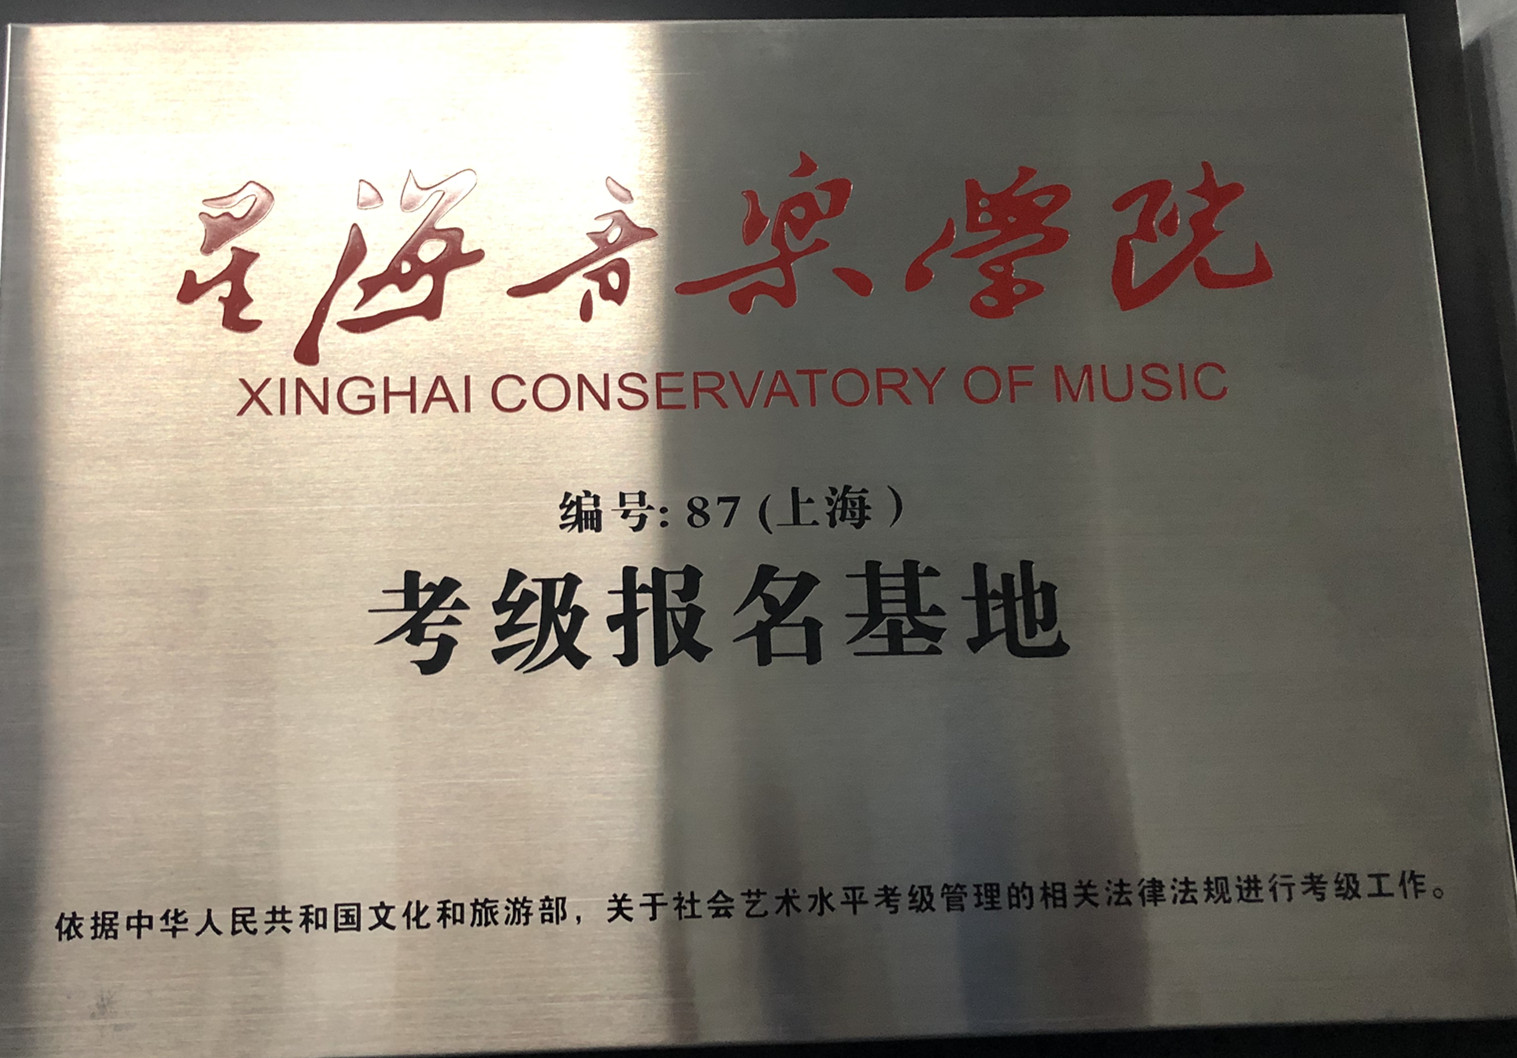 星海音樂學院
XINGHAI CONSERVATORY OF MUSIC
编号: 87 (上海）
考级报名基地
依据中华人民共和国文化和旅游部，关于社会艺术水平考级管理的相关法律法规进行考级工作。